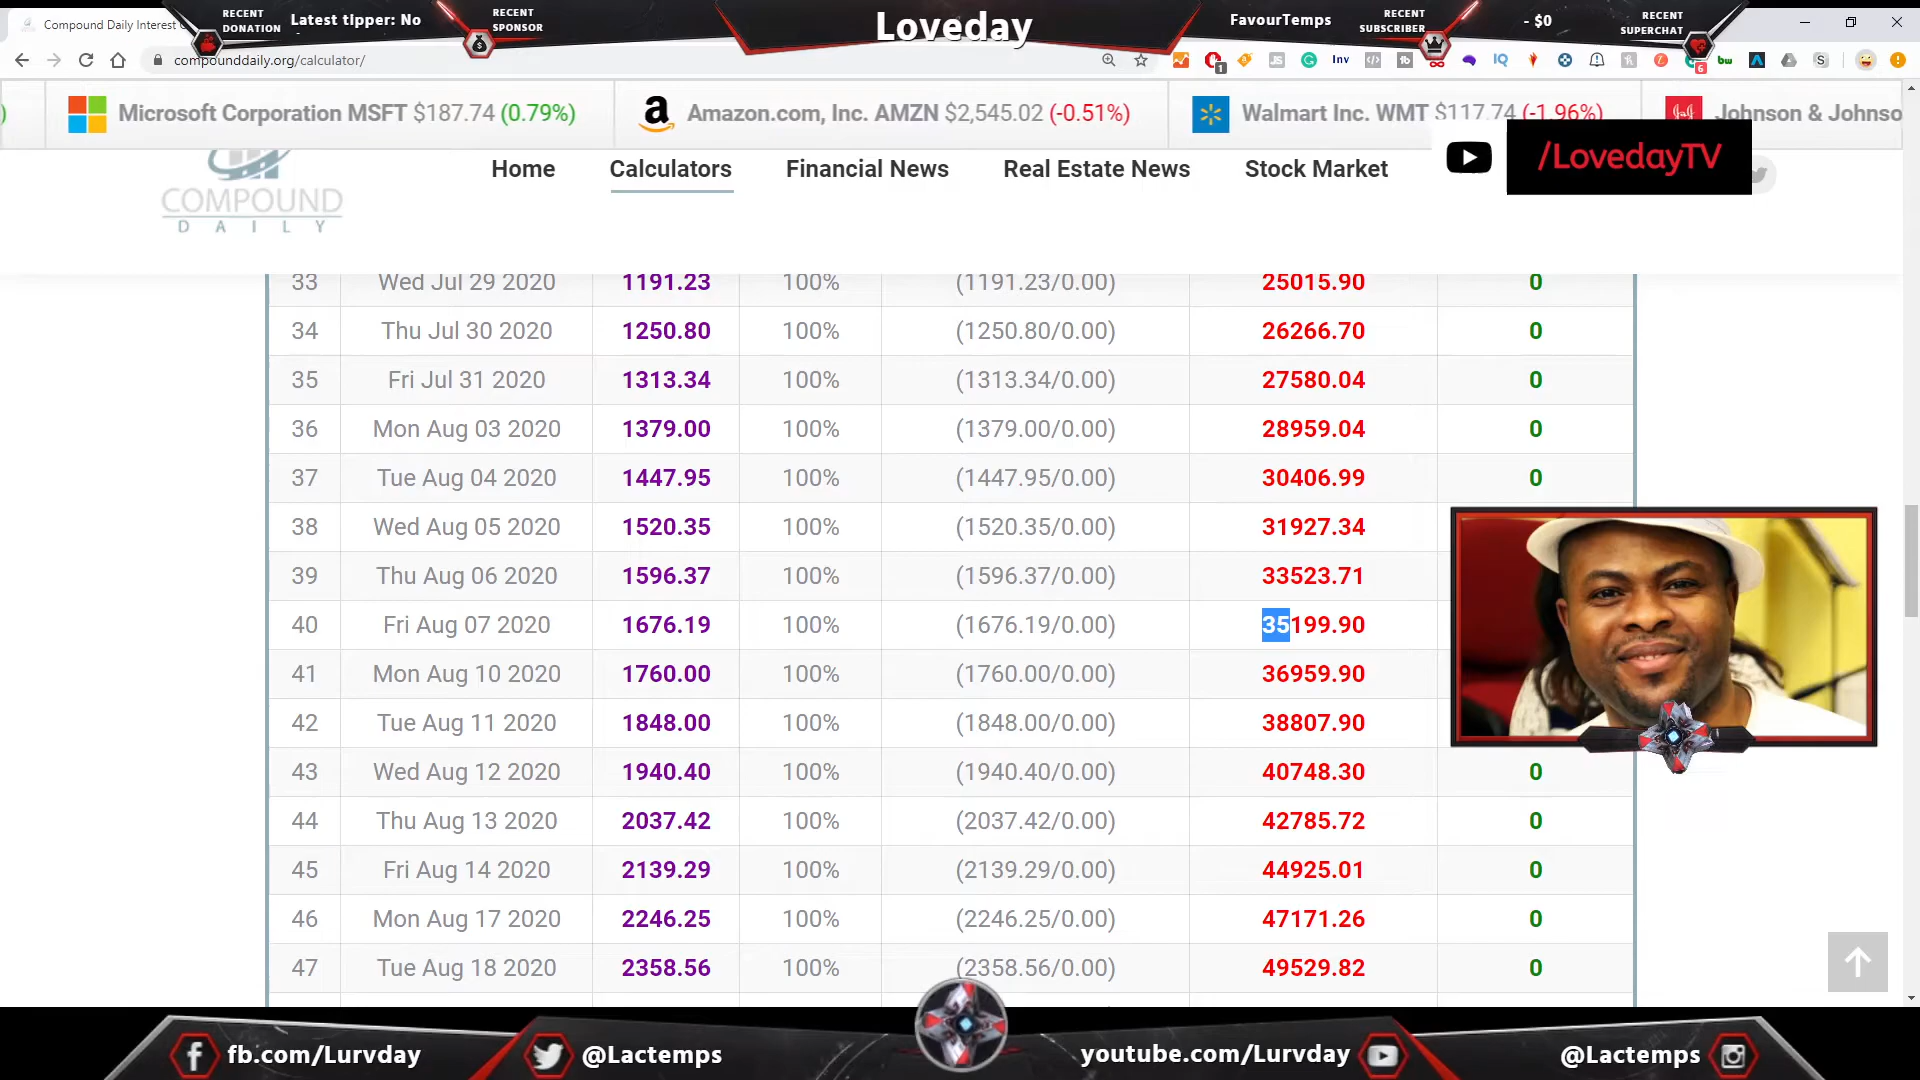 Compound Daily Interest C
RECENT DONATION
Latest tipper: No
RECENT SPONSOR
Loveday
FavourTemps
RECENT SUBSCRIBER
- $0
RECENT SUPERCHAT
compounddaily.org/calculator/
1 JS Inv 6 bw IQ S
Microsoft Corporation MSFT $187.74 (0.79%)
Amazon.com, Inc. AMZN $2,545.02 (-0.51%)
Walmart Inc. WMT $117.74 (-1.96%)
Johnson & Johnso
/LovedayTV
COMPOUND
DAILY
Home Calculators Financial News Real Estate News Stock Market
33 Wed Jul 29 2020 1191.23 100% (1191.23/0.00) 25015.90 0
34 Thu Jul 30 2020 1250.80 100% (1250.80/0.00) 26266.70 0
35 Fri Jul 31 2020 1313.34 100% (1313.34/0.00) 27580.04 0
36 Mon Aug 03 2020 1379.00 100% (1379.00/0.00) 28959.04 0
37 Tue Aug 04 2020 1447.95 100% (1447.95/0.00) 30406.99 0
38 Wed Aug 05 2020 1520.35 100% (1520.35/0.00) 31927.34
39 Thu Aug 06 2020 1596.37 100% (1596.37/0.00) 33523.71
40 Fri Aug 07 2020 1676.19 100% (1676.19/0.00) 35199.90
41 Mon Aug 10 2020 1760.00 100% (1760.00/0.00) 36959.90
42 Tue Aug 11 2020 1848.00 100% (1848.00/0.00) 38807.90
43 Wed Aug 12 2020 1940.40 100% (1940.40/0.00) 40748.30 0
44 Thu Aug 13 2020 2037.42 100% (2037.42/0.00) 42785.72 0
45 Fri Aug 14 2020 2139.29 100% (2139.29/0.00) 44925.01 0
46 Mon Aug 17 2020 2246.25 100% (2246.25/0.00) 47171.26 0
47 Tue Aug 18 2020 2358.56 100% (2358.56/0.00) 49529.82 0
fb.com/Lurvday
@Lactemps
youtube.com/Lurvday
@Lactemps